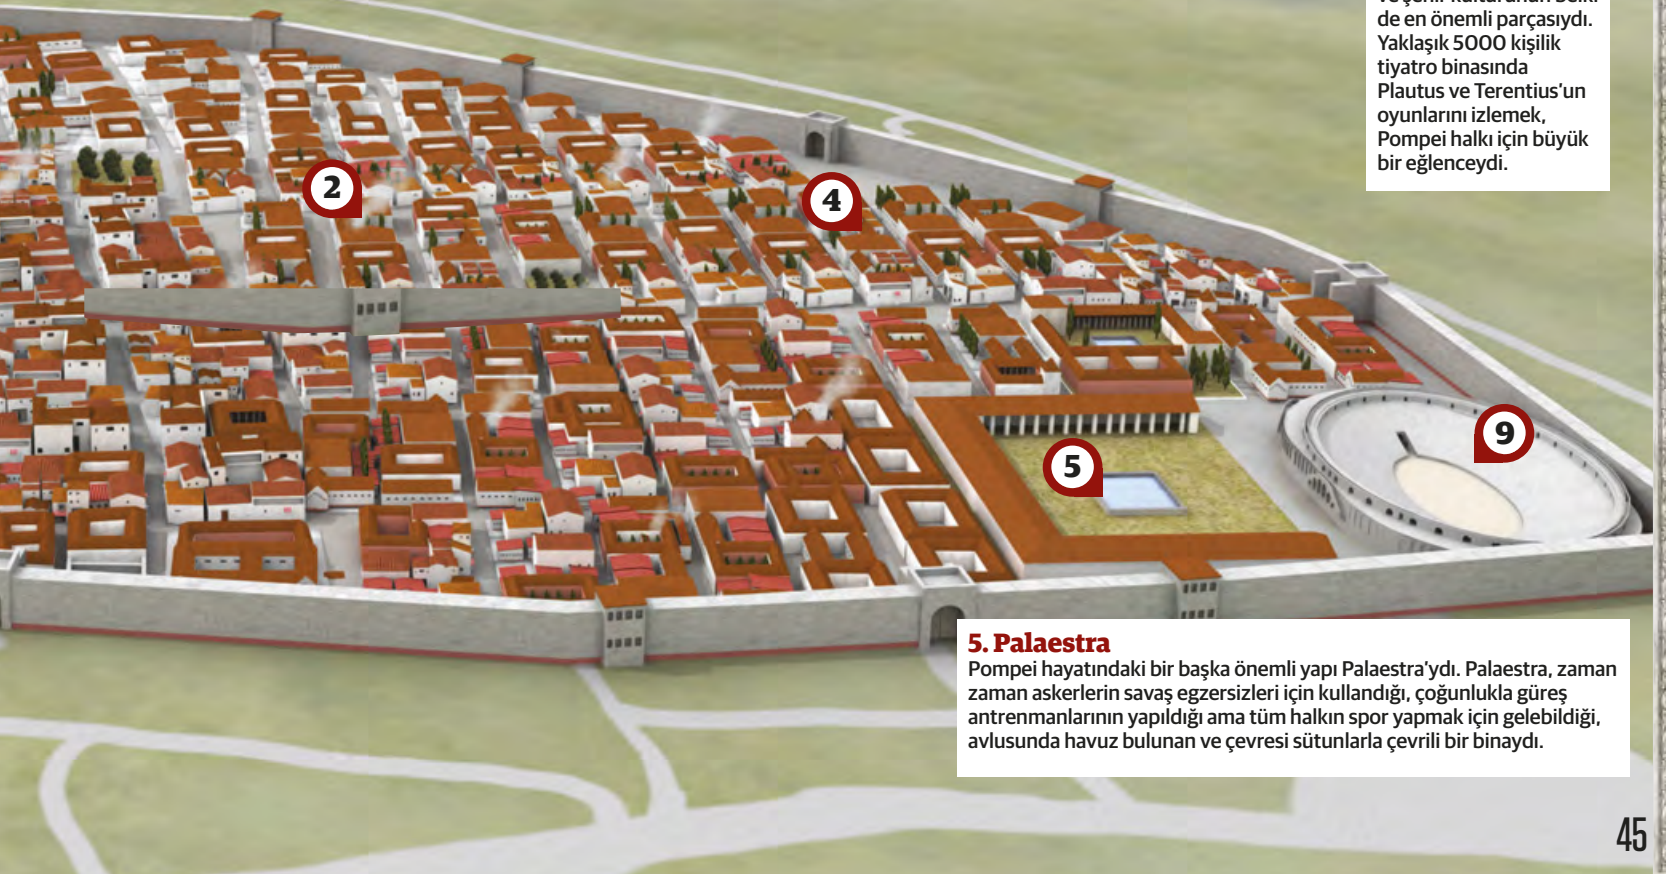 de en önemli parçasıydı.
Yaklaşık 5000 kişilik
tiyatro binasında
Plautus ve Terentius'un
oyunlarını izlemek,
Pompei halkı için büyük
bir eğlenceydi.
2
4
5
9
5. Palaestra
Pompei hayatındaki bir başka önemli yapı Palaestra'ydı. Palaestra, zaman
zaman askerlerin savaş egzersizleri için kullandığı, çoğunlukla güreş
antrenmanlarının yapıldığı ama tüm halkın spor yapmak için gelebildiği,
avlusunda havuz bulunan ve çevresi sütunlarla çevrili bir binaydı.
45